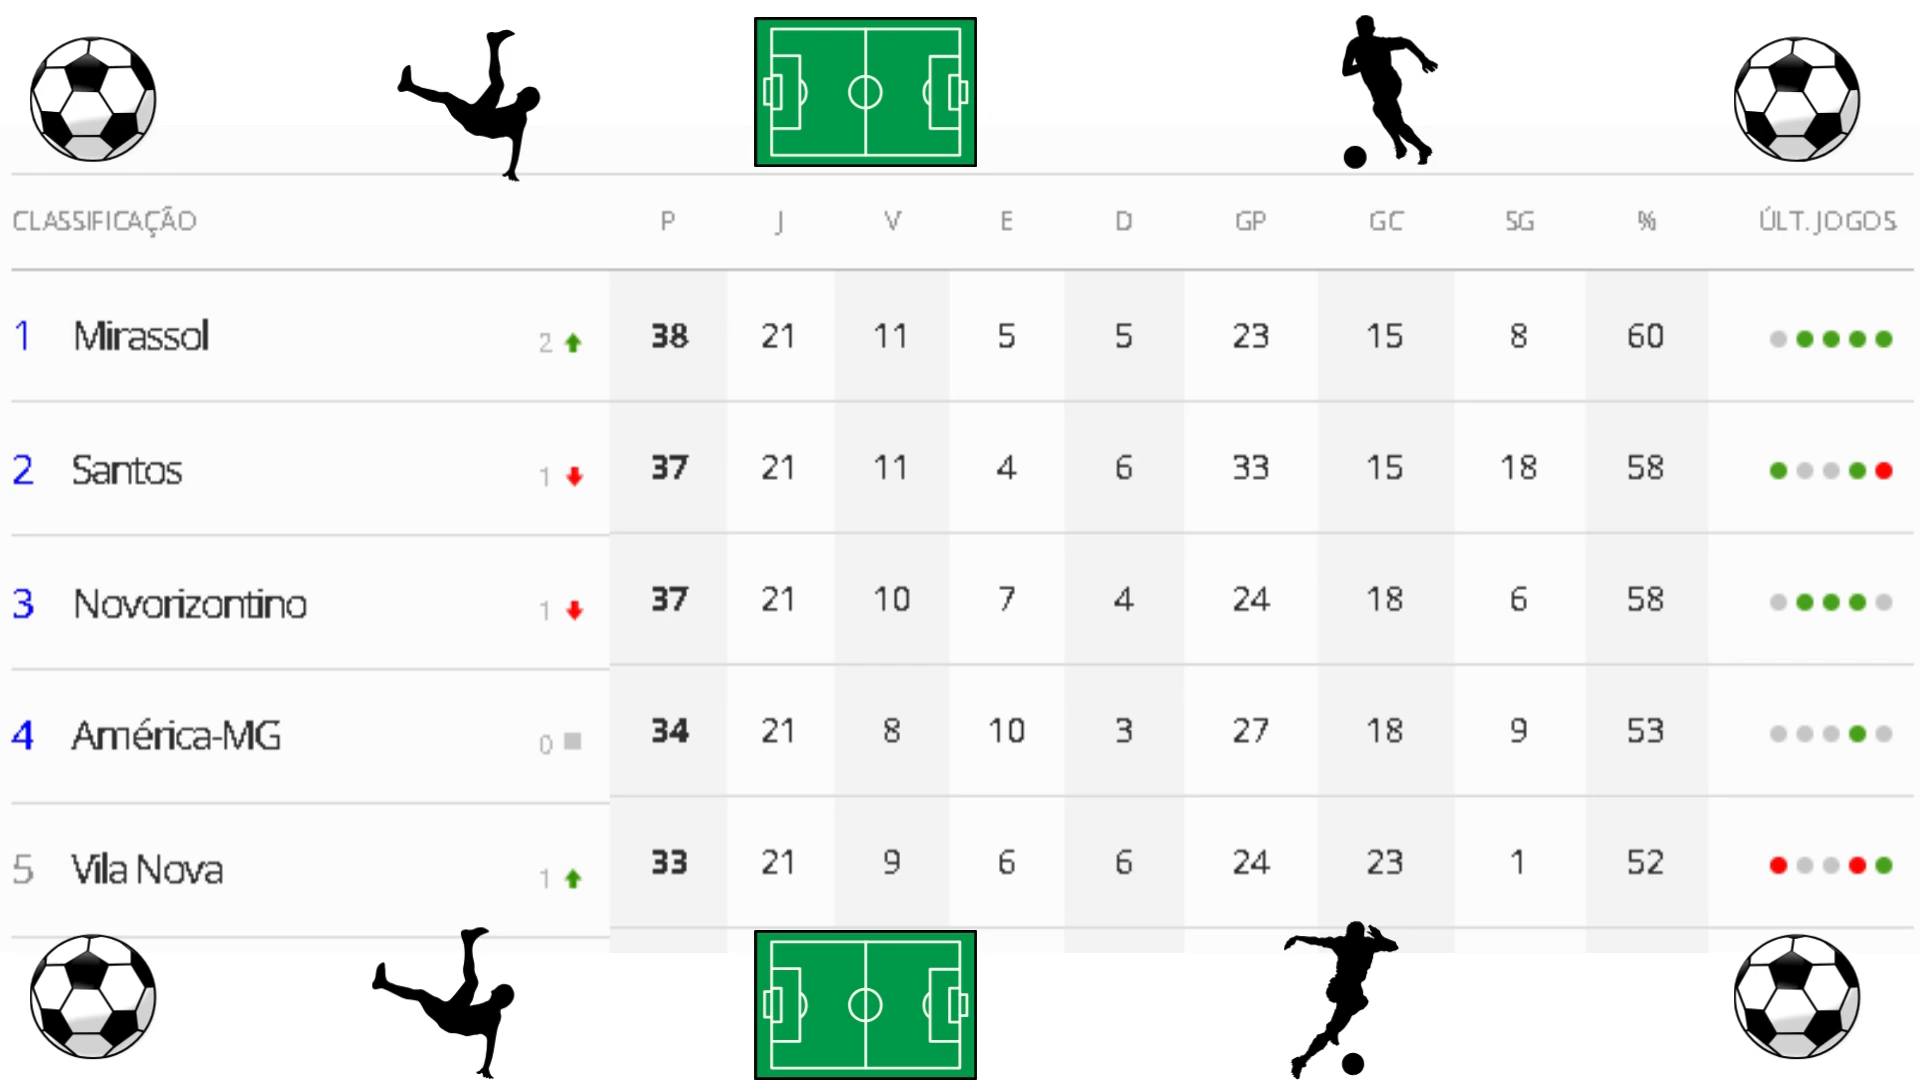 CLASSIFICAÇÃO P J V E D GP GC SG % ÚLT. JOGOS
1 Mirassol 2 38 21 11 5 5 23 15 8 60
2 Santos 1 37 21 11 4 6 33 15 18 58
3 Novorizontino 1 37 21 10 7 4 24 18 6 58
4 América-MG 0 34 21 8 10 3 27 18 9 53
5 Vila Nova 1 33 21 9 6 6 24 23 1 52